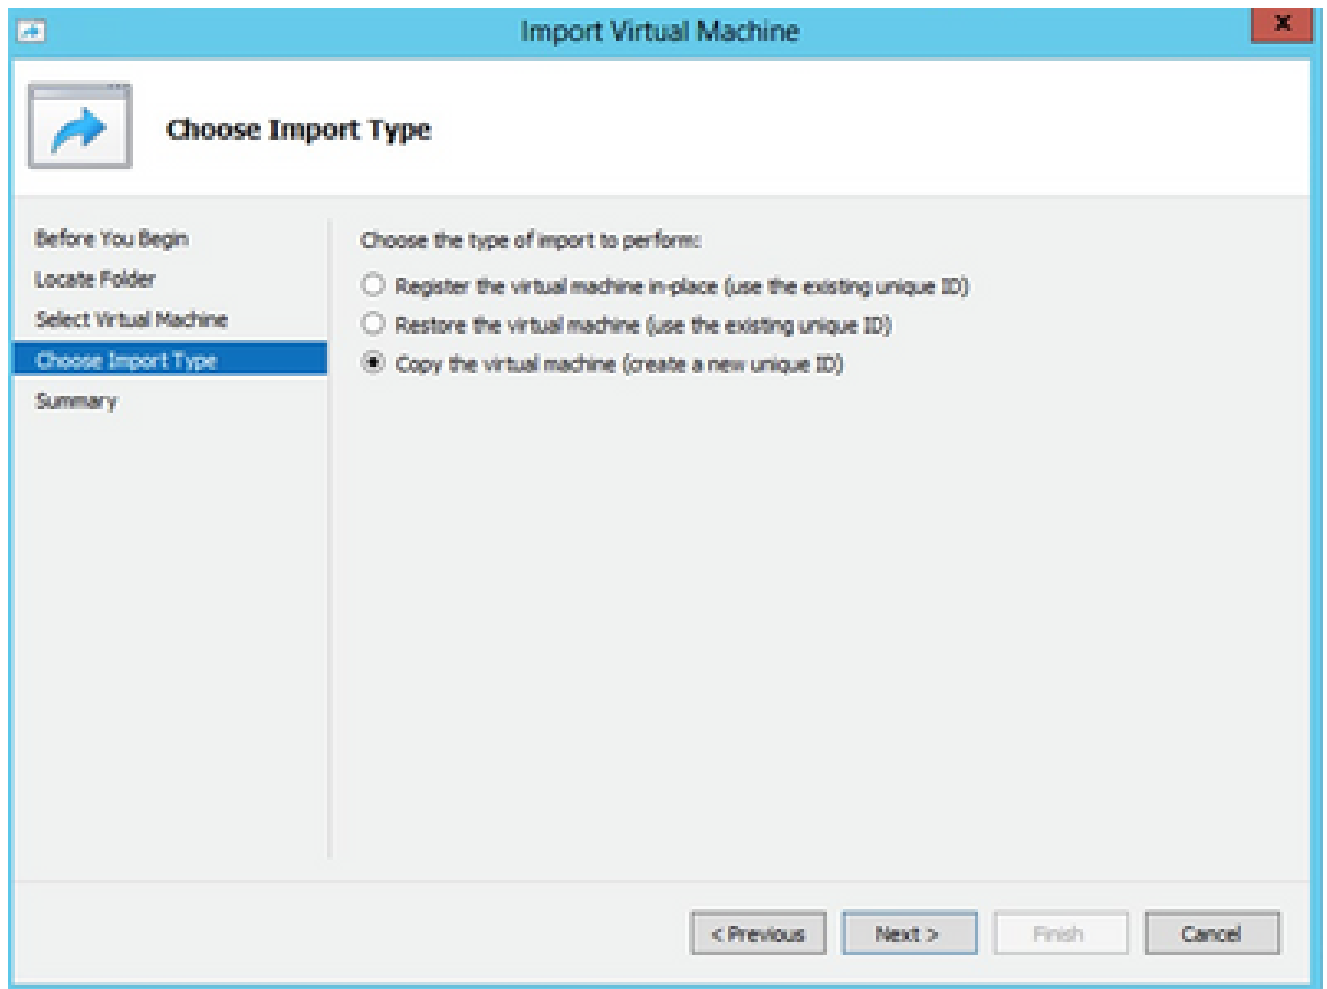 Import Virtual Machine
x
Choose Import Type
Before You Begin
Locate Folder
Select Virtual Machine
Choose Import Type
Summary
Choose the type of import to perform:
Register the virtual machine in-place (use the existing unique ID)
Restore the virtual machine (use the existing unique ID)
Copy the virtual machine (create a new unique ID)
< Previous
Next >
Finish
Cancel